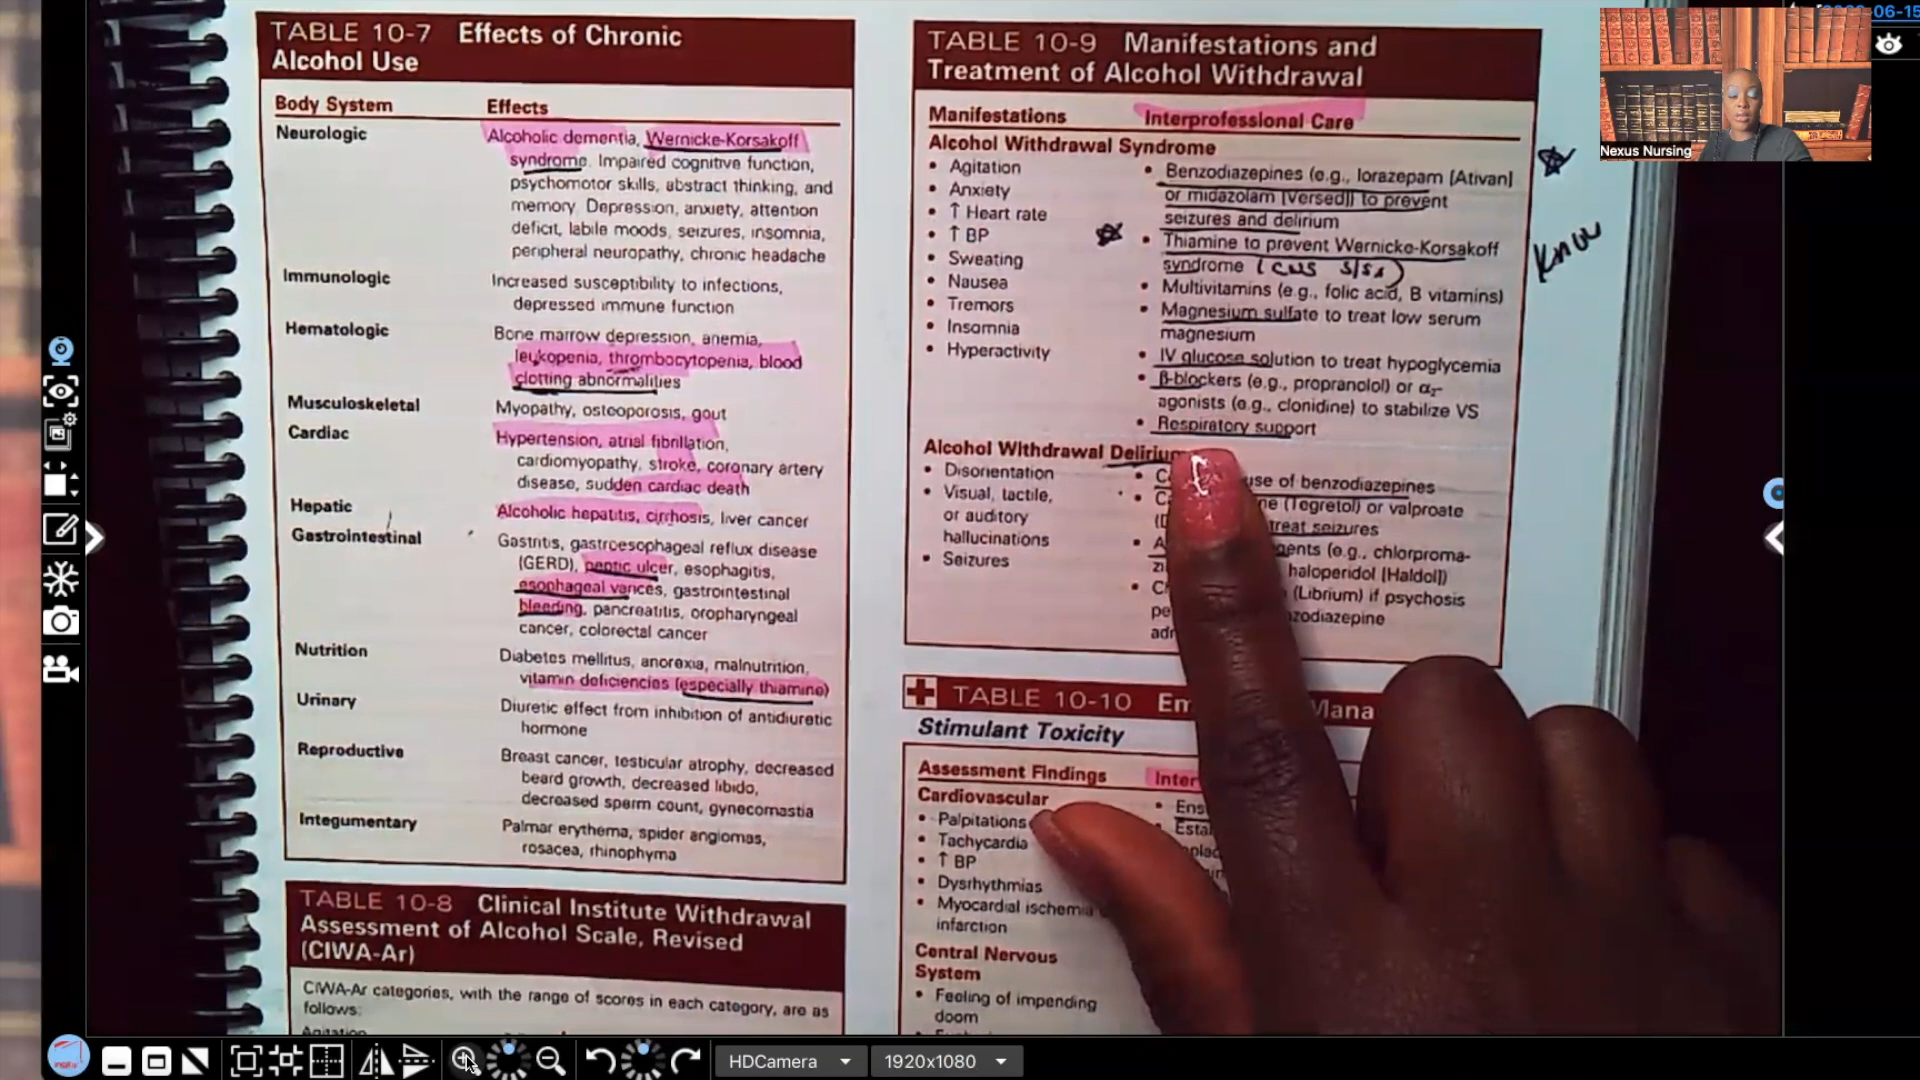 TABLE 10-7 Effects of Chronic
Alcohol Use
Body System Effects
Neurologic Alcoholic dementia, Wernicke-Korsakoff
syndrome. Impaired cognitive function,
psychomotor skills, abstract thinking, and
memory. Depression, anxiety, attention
deficit, labile moods, seizures, insomnia,
peripheral neuropathy, chronic headache
Immunologic Increased susceptibility to infections,
depressed immune function
Hematologic Bone marrow depression, anemia,
leukopenia, thrombocytopenia, blood
clotting abnormalities
Musculoskeletal Myopathy, osteoporosis, gout
Cardiac Hypertension, atrial fibrillation,
cardiomyopathy, stroke, coronary artery
disease, sudden cardiac death
Hepatic Alcoholic hepatitis, cirrhosis, liver cancer
Gastrointestinal Gastritis, gastroesophageal reflux disease
(GERD), peptic ulcer, esophagitis,
esophageal varices, gastrointestinal
bleeding, pancreatitis, oropharyngeal
cancer, colorectal cancer
Nutrition Diabetes mellitus, anorexia, malnutrition,
vitamin deficiencies (especially thiamine)
Urinary Diuretic effect from inhibition of antidiuretic
hormone
Reproductive Breast cancer, testicular atrophy, decreased
beard growth, decreased libido,
decreased sperm count, gynecomastia
Integumentary Palmar erythema, spider angiomas,
rosacea, rhinophyma
TABLE 10-8 Clinical Institute Withdrawal
Assessment of Alcohol Scale, Revised
(CIWA-Ar)
CIWA-Ar categories, with the range of scores in each category, are as
follows:
Agitation
TABLE 10-9 Manifestations and
Treatment of Alcohol Withdrawal
Manifestations Interprofessional Care
Alcohol Withdrawal Syndrome
• Agitation
• Anxiety
• ↑ Heart rate
• ↑ BP
• Sweating
• Nausea
• Tremors
• Insomnia
• Hyperactivity
• Benzodiazepines (e.g., lorazepam [Ativan]
or midazolam [Versed]) to prevent
seizures and delirium
• Thiamine to prevent Wernicke-Korsakoff
syndrome (CNS s/sx)
• Multivitamins (e.g., folic acid, B vitamins)
• Magnesium sulfate to treat low serum
magnesium
• IV glucose solution to treat hypoglycemia
• β-blockers (e.g., propranolol) or α2-
agonists (e.g., clonidine) to stabilize VS
• Respiratory support
Know
Alcohol Withdrawal Delirium
• Disorientation
• Visual, tactile,
or auditory
hallucinations
• Seizures
use of benzodiazepines
(Tegretol) or valproate
treat seizures
(e.g., chlorproma-
haloperidol [Haldol])
(Librium) if psychosis
TABLE 10-10
Stimulant Toxicity
Assessment Findings
Cardiovascular
• Palpitations
• Tachycardia
• ↑ BP
• Dysrhythmias
• Myocardial ischemia
infarction
Central Nervous
System
• Feeling of impending
doom
Nexus Nursing
HDCamera
1920x1080